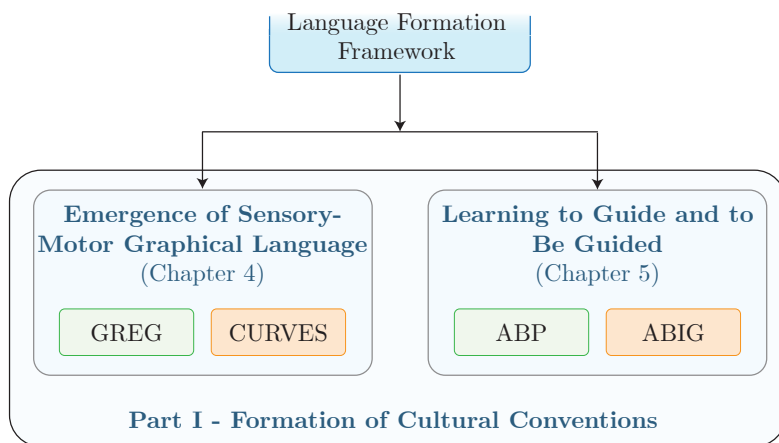 Language Formation
Framework
Emergence of Sensory-
Motor Graphical Language
(Chapter 4)
GREG
CURVES
Learning to Guide and to
Be Guided
(Chapter 5)
ABP
ABIG
Part I - Formation of Cultural Conventions